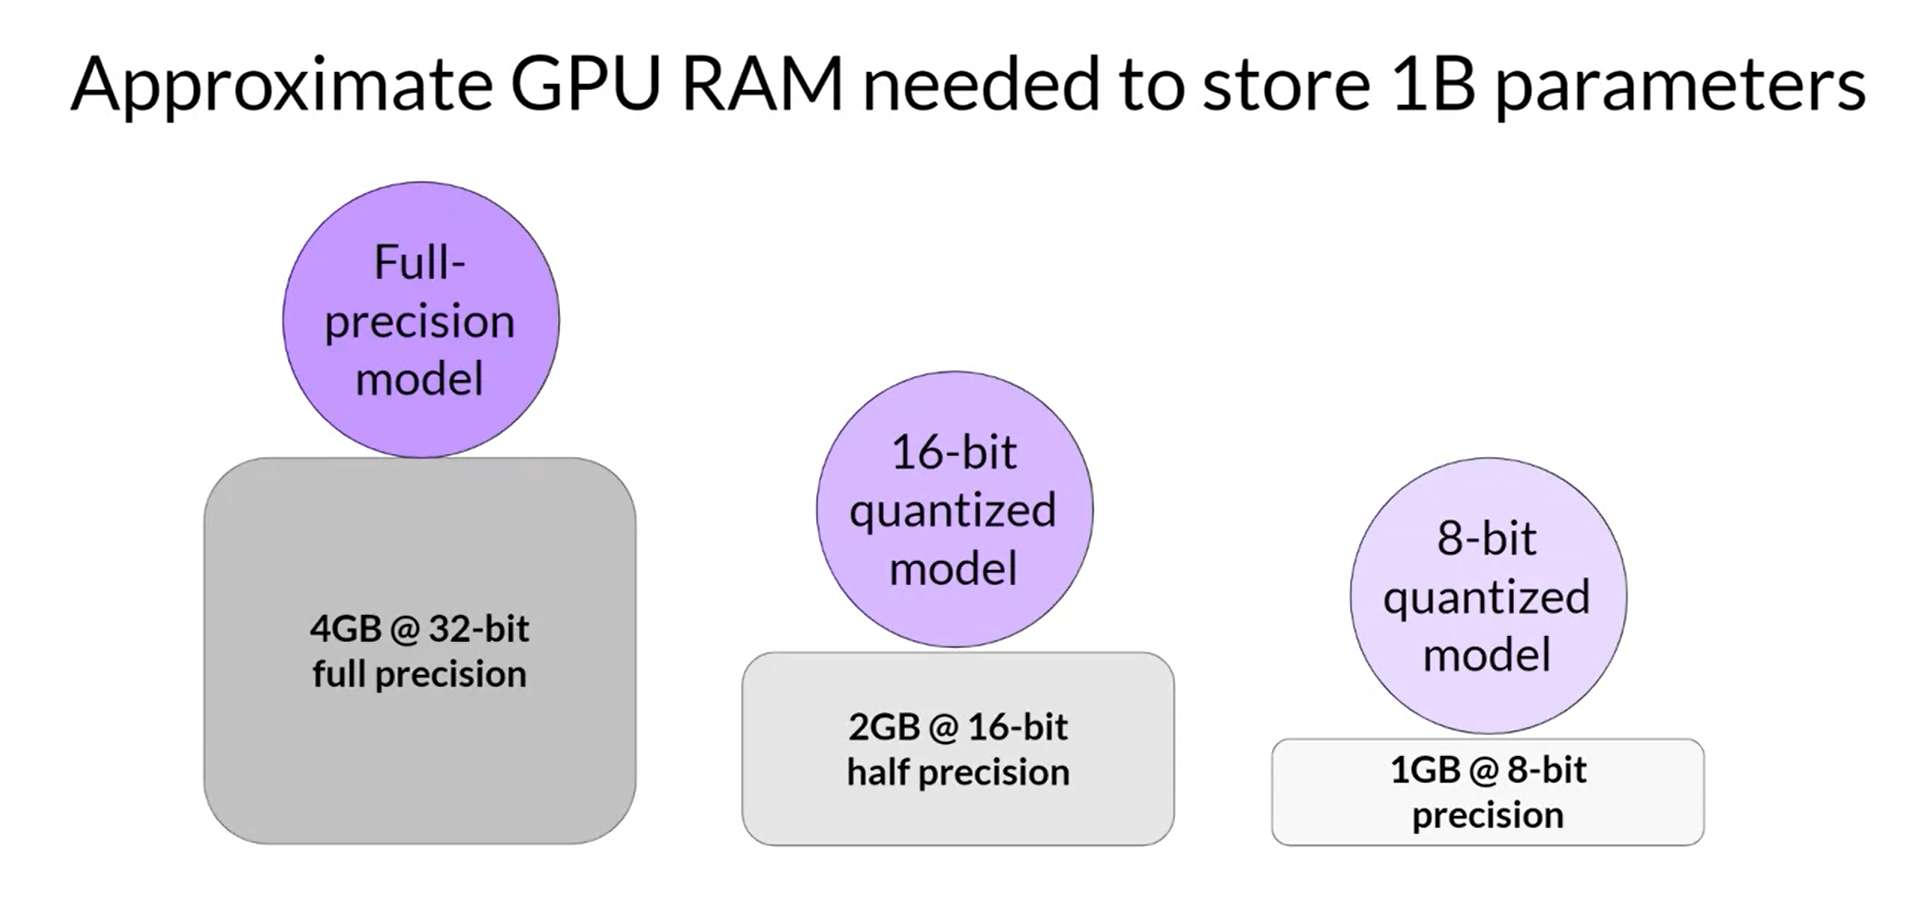 Approximate GPU RAM needed to store 1B parameters
Full-
precision
model
4GB @ 32-bit
full precision
16-bit
quantized
model
2GB @ 16-bit
half precision
8-bit
quantized
model
1GB @ 8-bit
precision